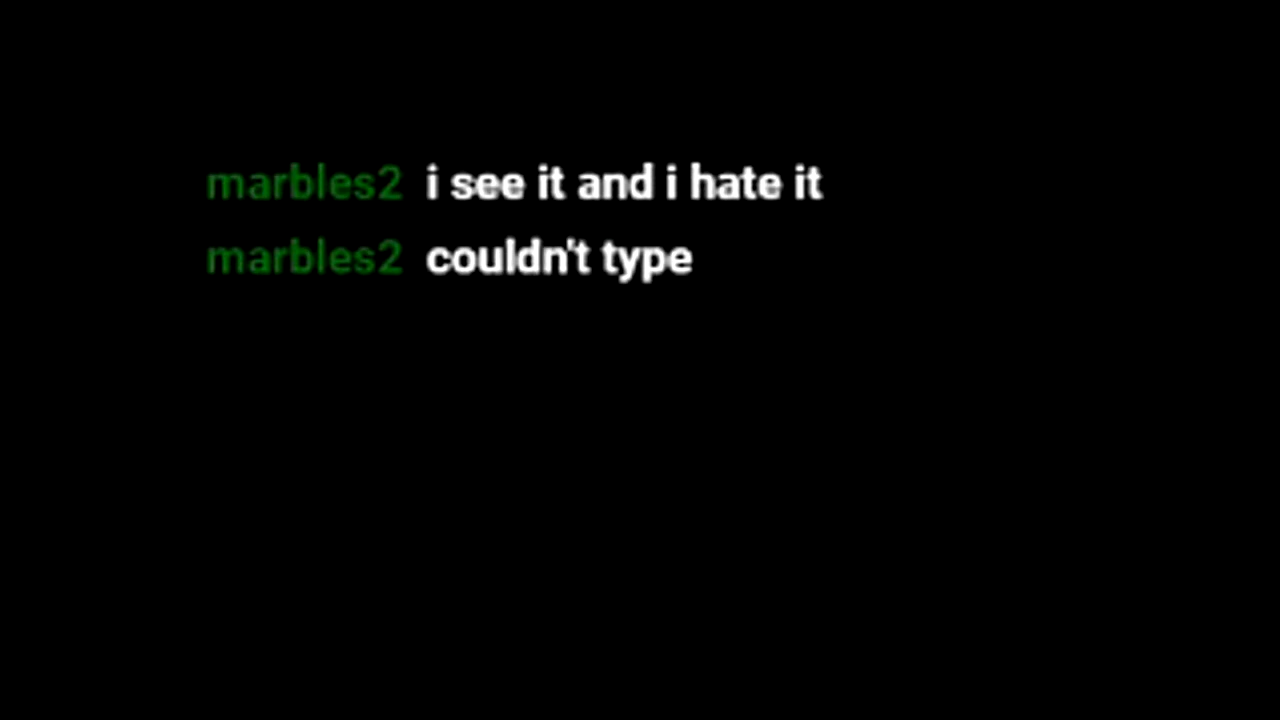 marbles2 i see it and i hate it
marbles2 couldn't type